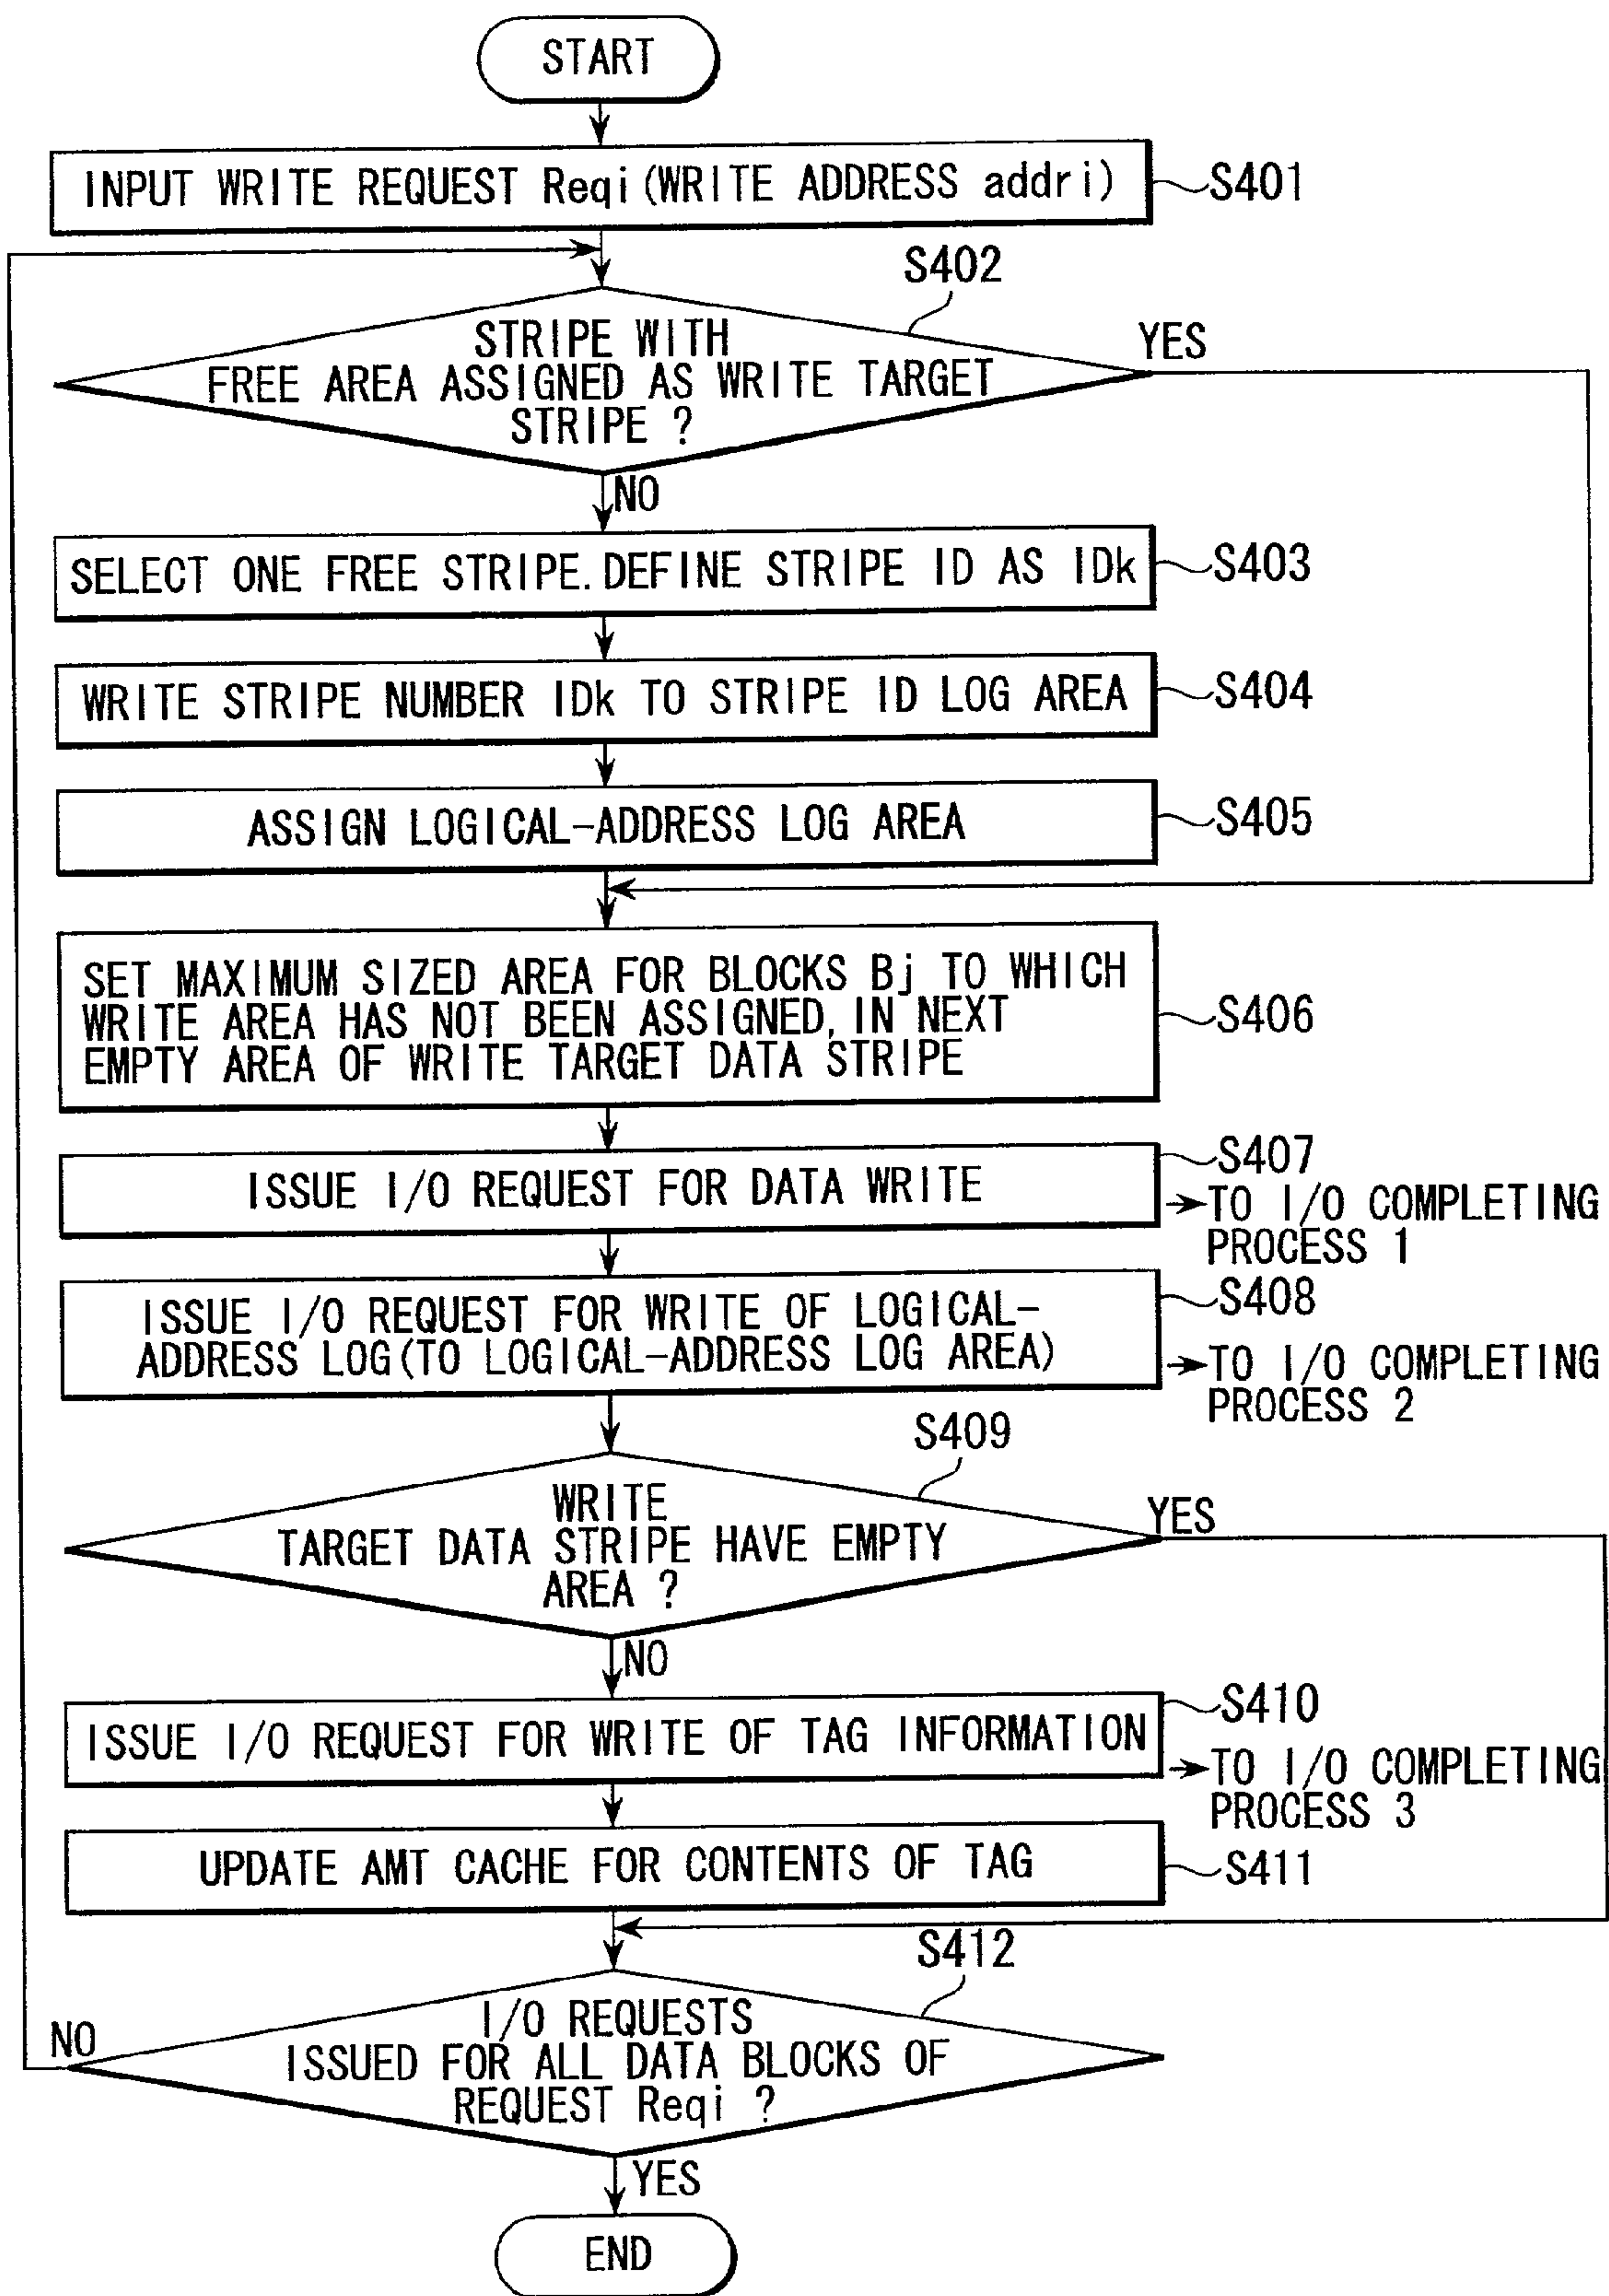 START
INPUT WRITE REQUEST Reqi(WRITE ADDRESS addri)
S401
S402
STRIPE WITH
FREE AREA ASSIGNED AS WRITE TARGET
STRIPE ?
YES
NO
SELECT ONE FREE STRIPE.DEFINE STRIPE ID AS IDk
S403
WRITE STRIPE NUMBER IDk TO STRIPE ID LOG AREA
S404
ASSIGN LOGICAL-ADDRESS LOG AREA
S405
SET MAXIMUM SIZED AREA FOR BLOCKS Bj TO WHICH
WRITE AREA HAS NOT BEEN ASSIGNED,IN NEXT
EMPTY AREA OF WRITE TARGET DATA STRIPE
S406
ISSUE I/O REQUEST FOR DATA WRITE
S407
TO I/O COMPLETING
PROCESS 1
ISSUE I/O REQUEST FOR WRITE OF LOGICAL-
ADDRESS LOG(TO LOGICAL-ADDRESS LOG AREA)
S408
TO I/O COMPLETING
PROCESS 2
S409
WRITE
TARGET DATA STRIPE HAVE EMPTY
AREA ?
YES
NO
ISSUE I/O REQUEST FOR WRITE OF TAG INFORMATION
S410
TO I/O COMPLETING
PROCESS 3
UPDATE AMT CACHE FOR CONTENTS OF TAG
S411
S412
I/O REQUESTS
ISSUED FOR ALL DATA BLOCKS OF
REQUEST Reqi ?
NO
YES
END